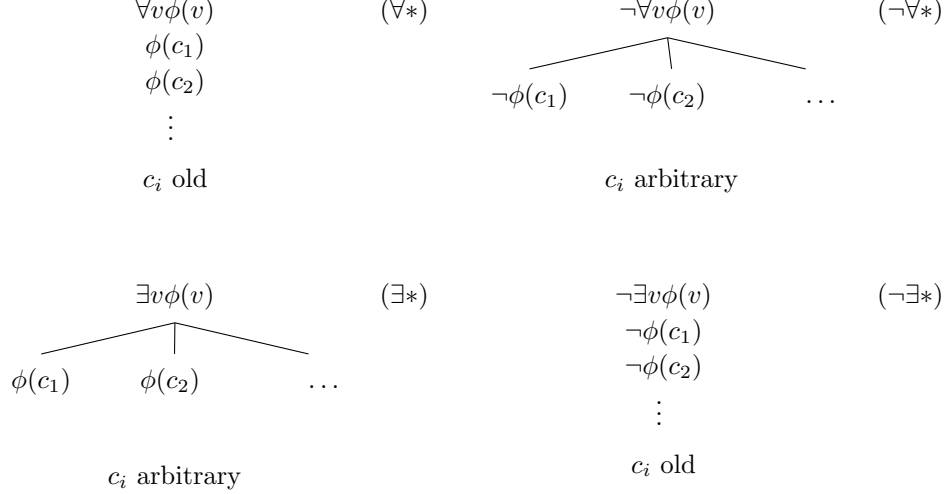 ∀vϕ(v) (∀∗) ¬∀vϕ(v) (¬∀∗)
ϕ(c₁)
ϕ(c₂) ¬ϕ(c₁) ¬ϕ(c₂) …
⋮
cᵢ old cᵢ arbitrary
∃vϕ(v) (∃∗) ¬∃vϕ(v) (¬∃∗)
¬ϕ(c₁)
ϕ(c₁) ϕ(c₂) … ¬ϕ(c₂)
⋮
cᵢ arbitrary cᵢ old